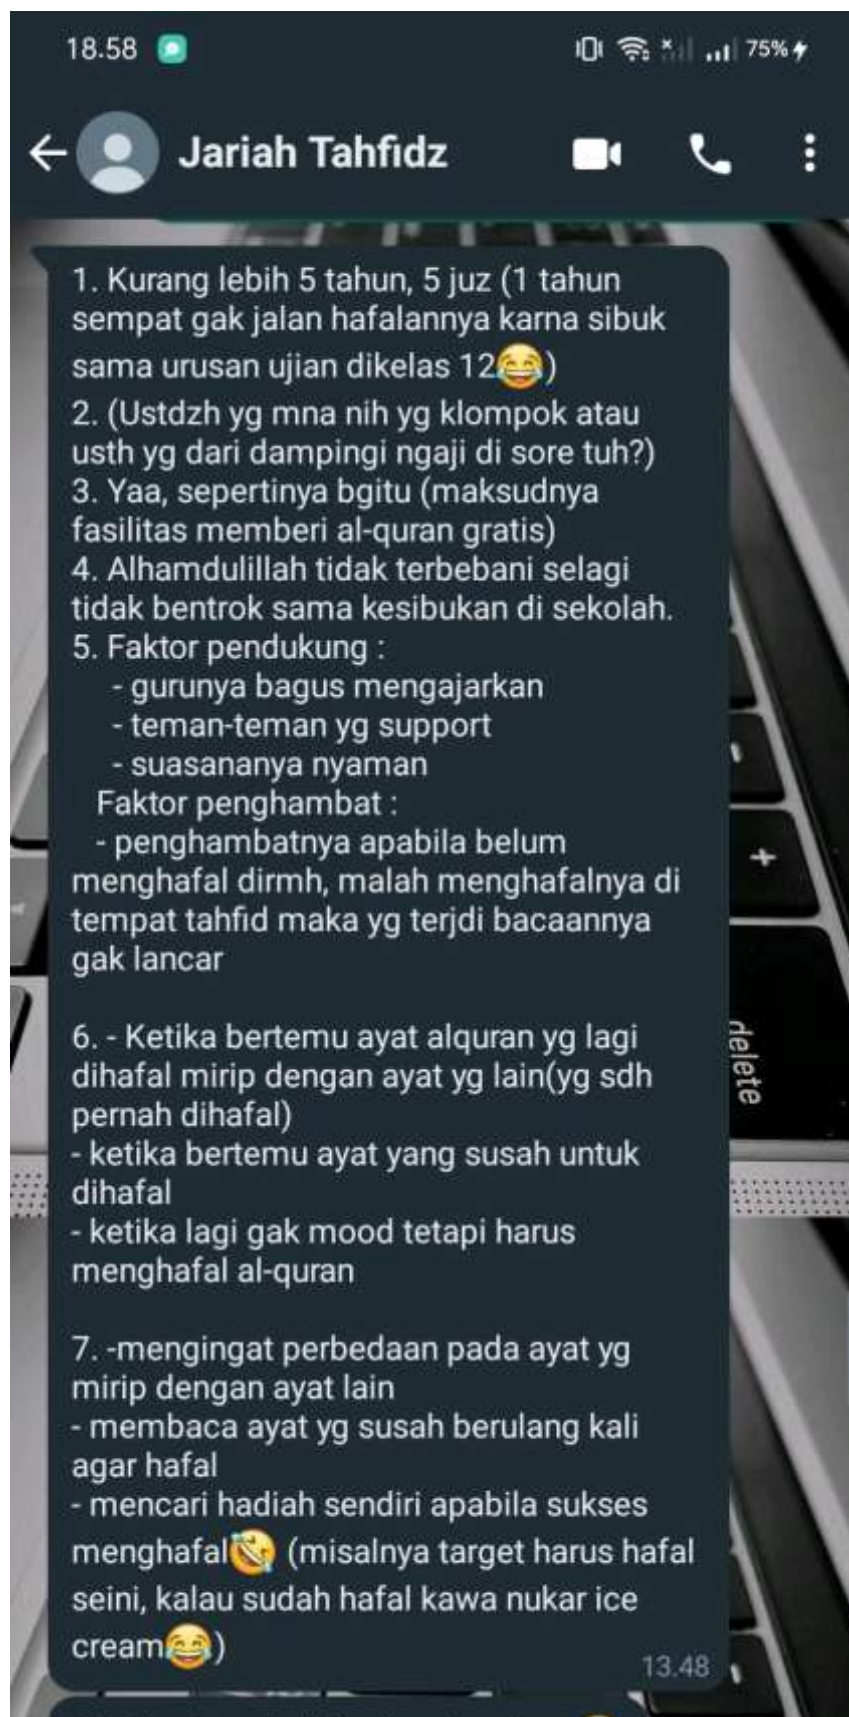 18.58
75%
Jariah Tahfidz
1. Kurang lebih 5 tahun, 5 juz (1 tahun
sempat gak jalan hafalannya karna sibuk
sama urusan ujian dikelas 12😂)
2. (Ustdzh yg mna nih yg klompok atau
usth yg dari dampingi ngaji di sore tuh?)
3. Yaa, sepertinya bgitu (maksudnya
fasilitas memberi al-quran gratis)
4. Alhamdulillah tidak terbebani selagi
tidak bentrok sama kesibukan di sekolah.
5. Faktor pendukung :
- gurunya bagus mengajarkan
- teman-teman yg support
- suasananya nyaman
Faktor penghambat :
- penghambatnya apabila belum
menghafal dirmh, malah menghafalnya di
tempat tahfid maka yg terjdi bacaannya
gak lancar
6. - Ketika bertemu ayat alquran yg lagi
dihafal mirip dengan ayat yg lain(yg sdh
pernah dihafal)
- ketika bertemu ayat yang susah untuk
dihafal
- ketika lagi gak mood tetapi harus
menghafal al-quran
7. -mengingat perbedaan pada ayat yg
mirip dengan ayat lain
- membaca ayat yg susah berulang kali
agar hafal
- mencari hadiah sendiri apabila sukses
menghafal🤣 (misalnya target harus hafal
seini, kalau sudah hafal kawa nukar ice
cream😂)
13.48
delete